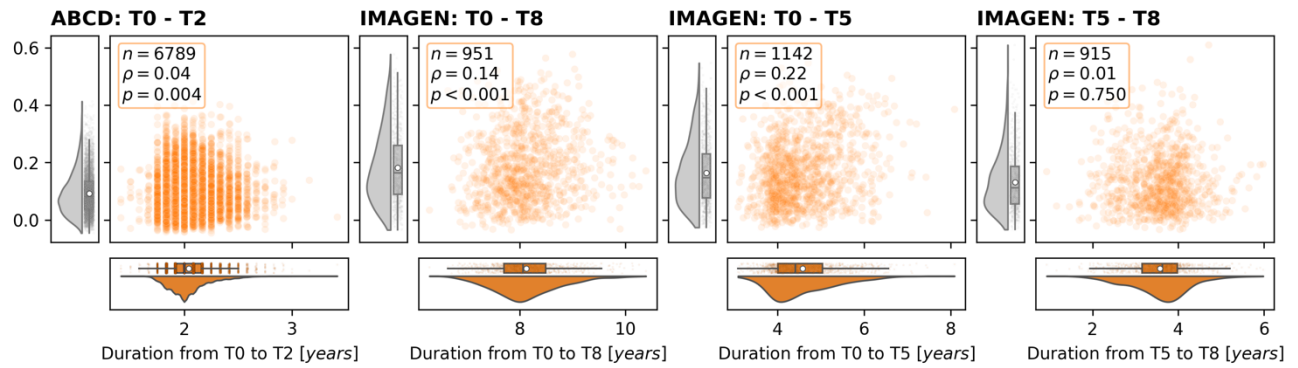 ABCD: T0 - T2
IMAGEN: T0 - T8
IMAGEN: T0 - T5
IMAGEN: T5 - T8
0.6
0.4
0.2
0.0
n = 6789
ρ = 0.04
p = 0.004
n = 951
ρ = 0.14
p < 0.001
n = 1142
ρ = 0.22
p < 0.001
n = 915
ρ = 0.01
p = 0.750
2 3
8 10
4 6 8
2 4 6
Duration from T0 to T2 [years]
Duration from T0 to T8 [years]
Duration from T0 to T5 [years]
Duration from T5 to T8 [years]